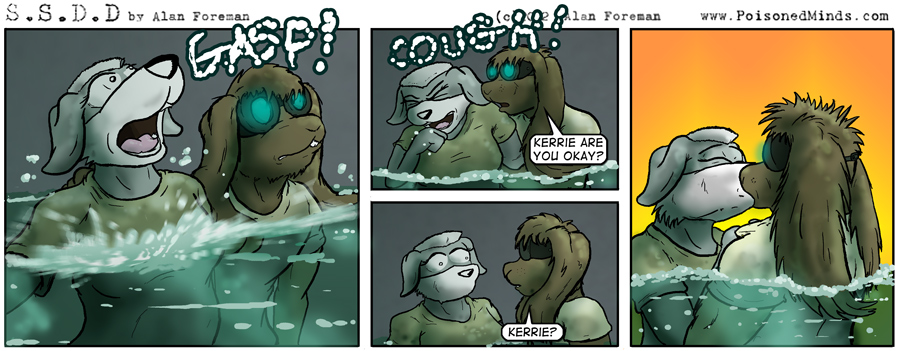 S.S.D.D by Alan Foreman
Alan Foreman
www.PoisonedMinds.com
GASP!
COUGH!
KERRIE ARE
YOU OKAY?
KERRIE?